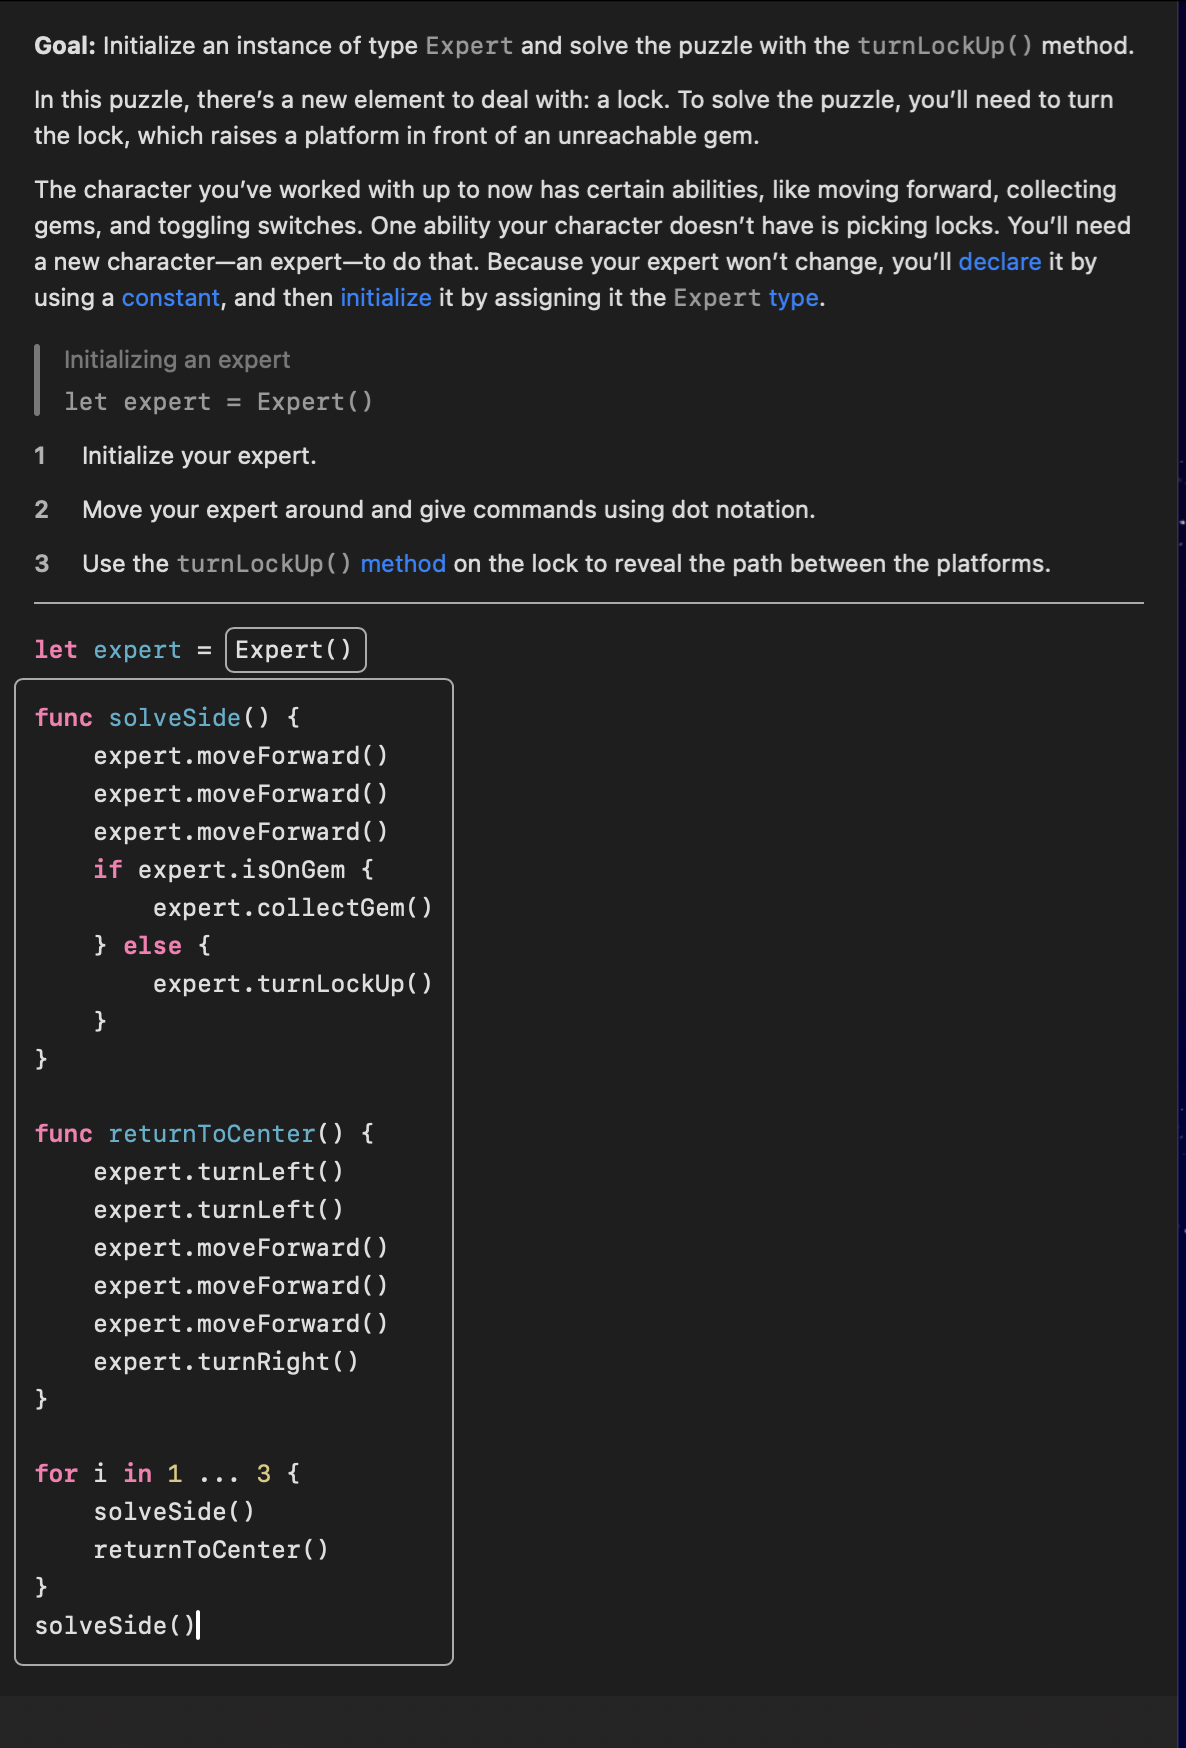 Goal: Initialize an instance of type Expert and solve the puzzle with the turnLockUp() method.
In this puzzle, there’s a new element to deal with: a lock. To solve the puzzle, you’ll need to turn
the lock, which raises a platform in front of an unreachable gem.
The character you’ve worked with up to now has certain abilities, like moving forward, collecting
gems, and toggling switches. One ability your character doesn’t have is picking locks. You’ll need
a new character—an expert—to do that. Because your expert won’t change, you’ll declare it by
using a constant, and then initialize it by assigning it the Expert type.
Initializing an expert
let expert = Expert()
1 Initialize your expert.
2 Move your expert around and give commands using dot notation.
3 Use the turnLockUp() method on the lock to reveal the path between the platforms.
let expert = Expert()
func solveSide() {
    expert.moveForward()
    expert.moveForward()
    expert.moveForward()
    if expert.isOnGem {
        expert.collectGem()
    } else {
        expert.turnLockUp()
    }
}
func returnToCenter() {
    expert.turnLeft()
    expert.turnLeft()
    expert.moveForward()
    expert.moveForward()
    expert.moveForward()
    expert.turnRight()
}
for i in 1 ... 3 {
    solveSide()
    returnToCenter()
}
solveSide()